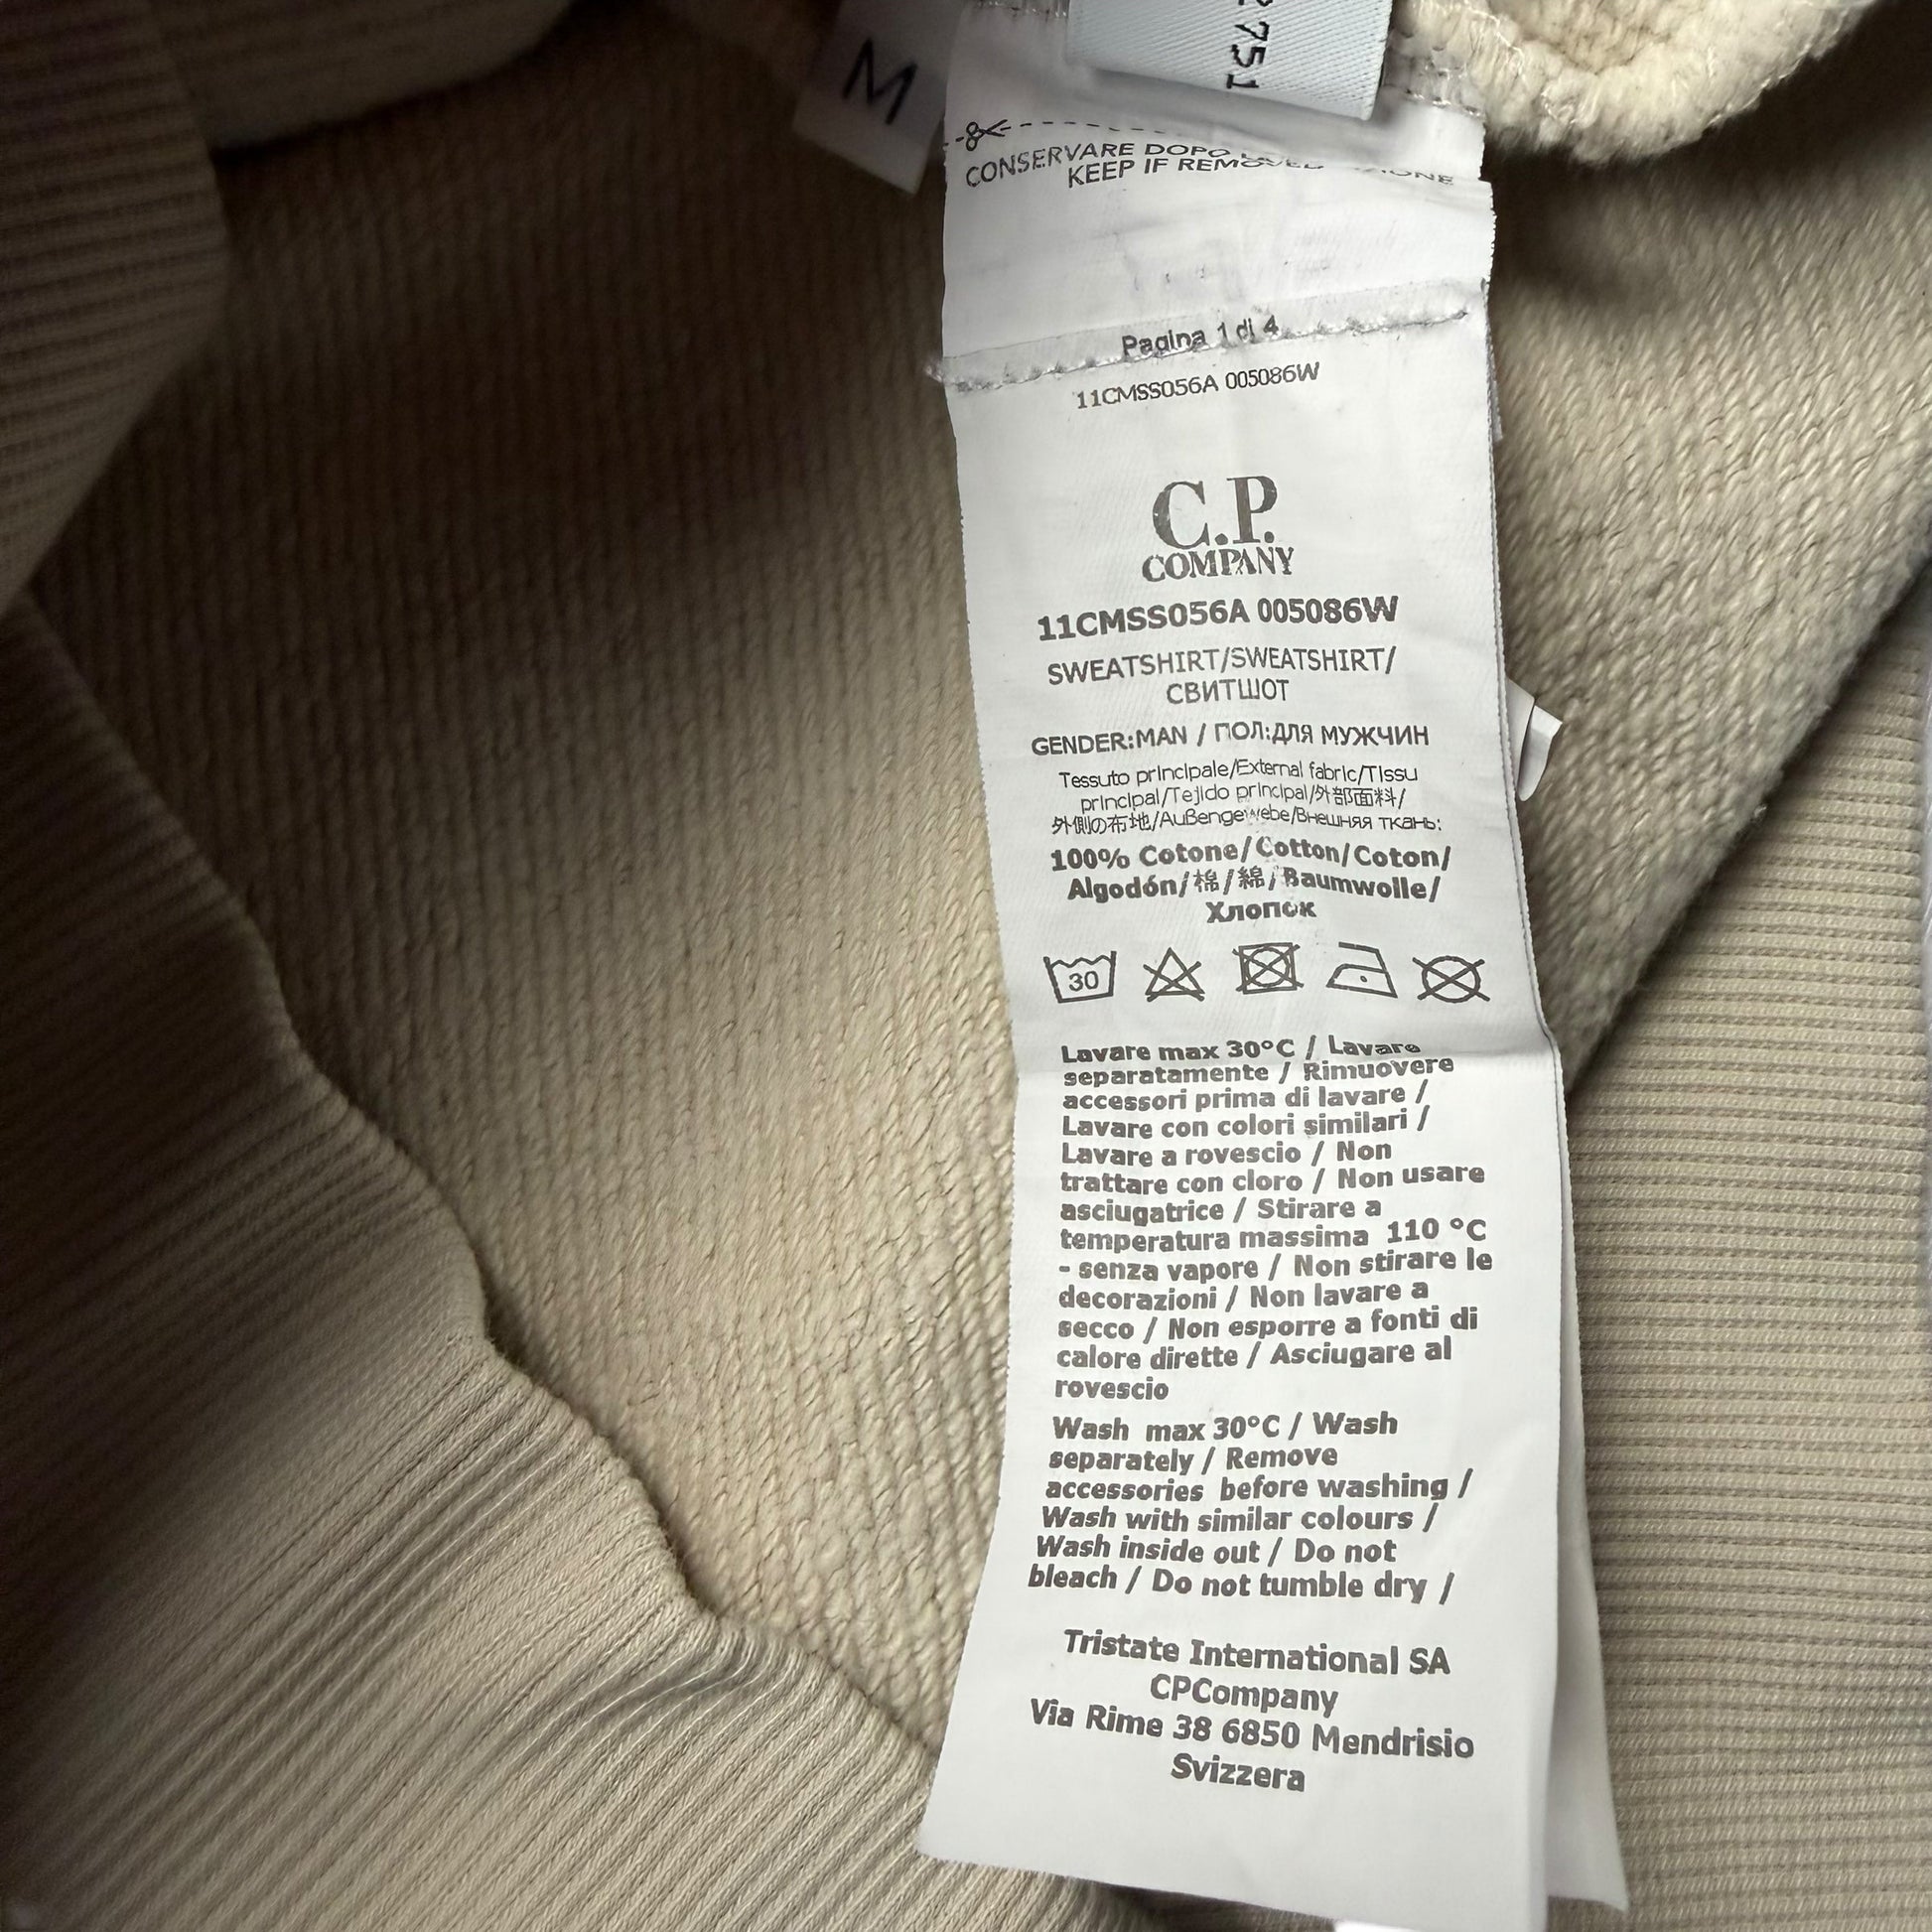 M
2751
CONSERVARE DOPO
KEEP IF REMOVED
Pagina 1 di 4
11CMSS056A 005086W
C.P.
COMPANY
11CMSS056A 005086W
SWEATSHIRT/SWEATSHIRT/
СВИТШОТ
GENDER:MAN / ПОЛ:ДЛЯ МУЖЧИН
Tessuto principale/External fabric/Tissu
principal/Tejido principal/外部面料/
外側の布地/Außengewebe/Внешняя ткань:
100% Cotone/Cotton/Coton/
Algodón/棉/綿/Baumwolle/
Хлопок
30
Lavare max 30°C / Lavare
separatamente / Rimuovere
accessori prima di lavare /
Lavare con colori similari /
Lavare a rovescio / Non
trattare con cloro / Non usare
asciugatrice / Stirare a
temperatura massima 110 °C
- senza vapore / Non stirare le
decorazioni / Non lavare a
secco / Non esporre a fonti di
calore dirette / Asciugare al
rovescio
Wash max 30°C / Wash
separately / Remove
accessories before washing /
Wash with similar colours /
Wash inside out / Do not
bleach / Do not tumble dry /
Tristate International SA
CPCompany
Via Rime 38 6850 Mendrisio
Svizzera